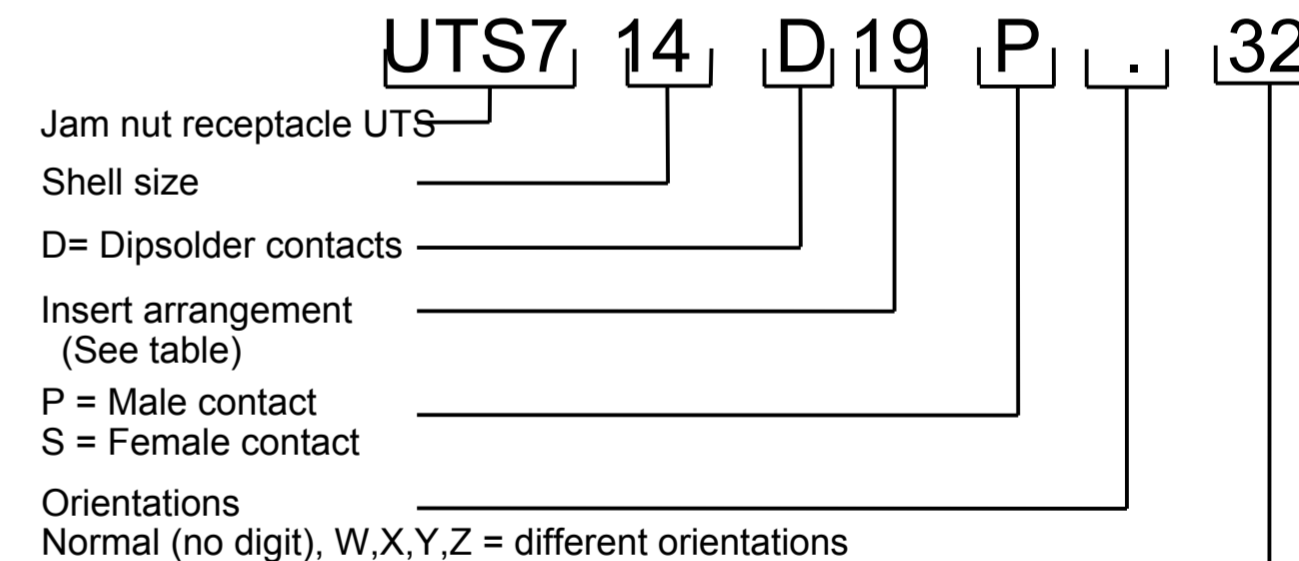 UTS7 14 D 19 P . 32
Jam nut receptacle UTS
Shell size
D= Dipsolder contacts
Insert arrangement
(See table)
P = Male contact
S = Female contact
Orientations
Normal (no digit), W,X,Y,Z = different orientations